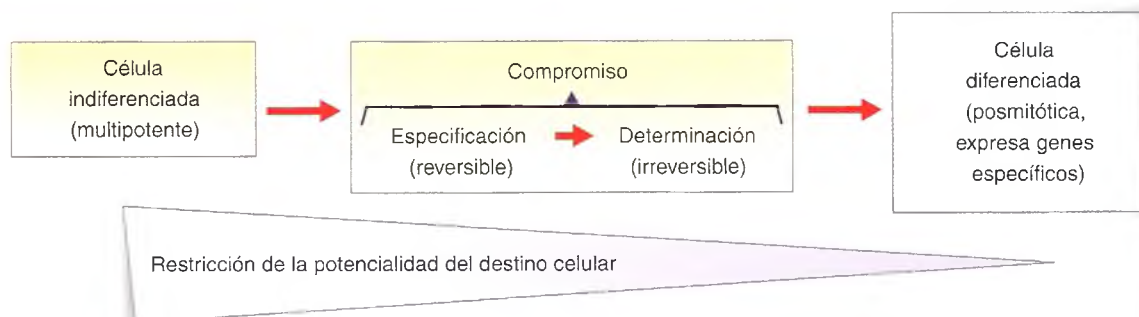 Célula
indiferenciada
(multipotente)
Compromiso
Especificación
(reversible)
Determinación
(irreversible)
Célula
diferenciada
(posmitótica,
expresa genes
específicos)
Restricción de la potencialidad del destino celular